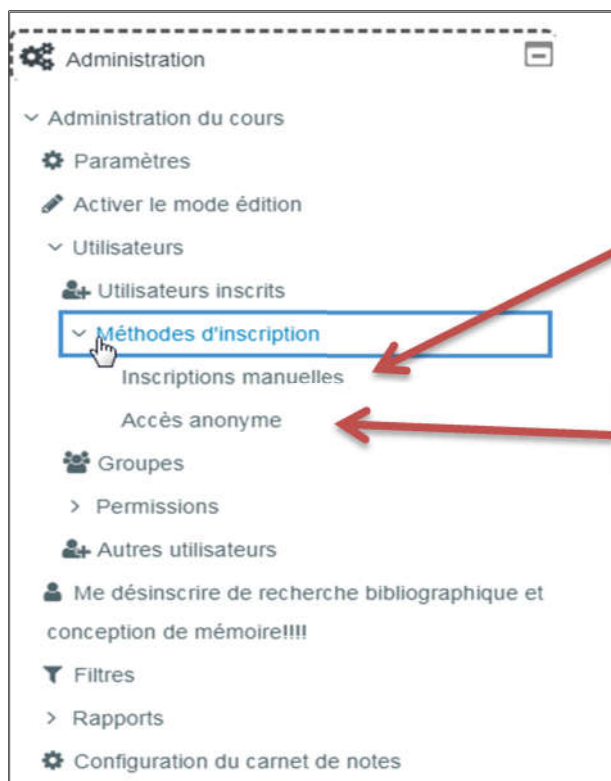 Administration
Administration du cours
Paramètres
Activer le mode édition
Utilisateurs
Utilisateurs inscrits
Méthodes d'inscription
Inscriptions manuelles
Accès anonyme
Groupes
Permissions
Autres utilisateurs
Me désinscrire de recherche bibliographique et
conception de mémoire!!!!
Filtres
Rapports
Configuration du carnet de notes